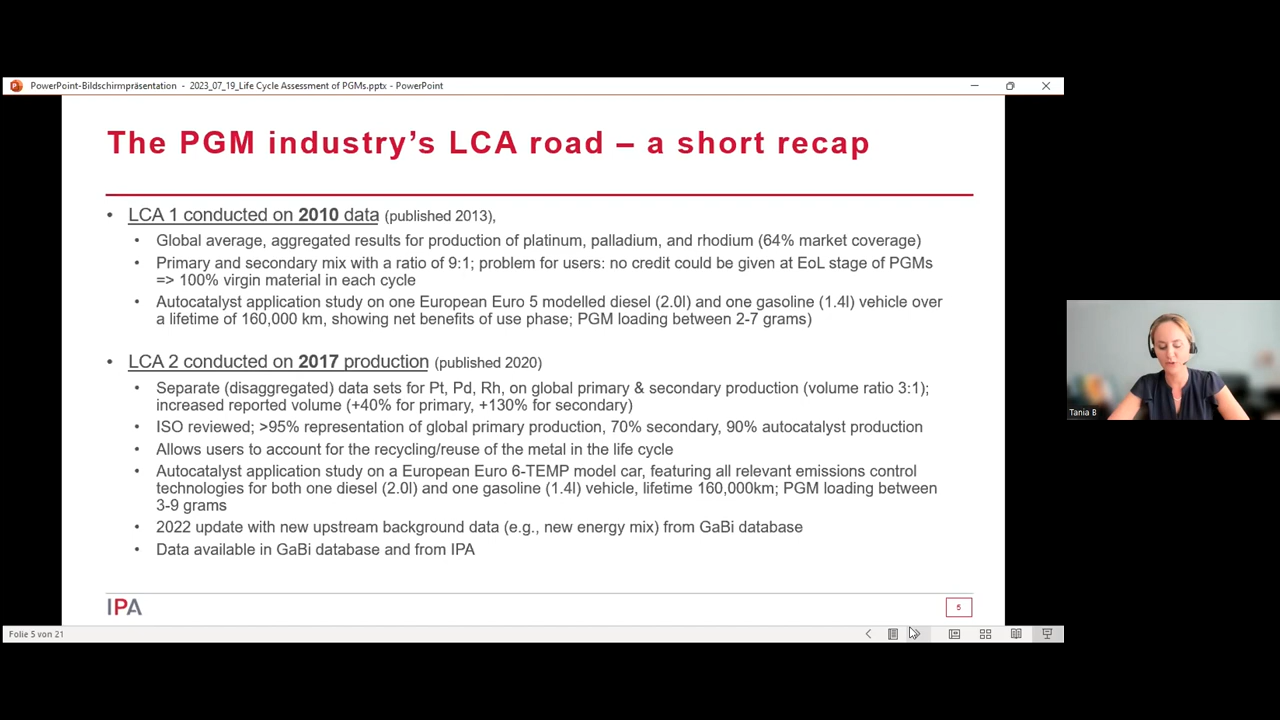 PowerPoint-Bildschirmpräsentation - 2023_07_19_Life Cycle Assessment of PGMs.pptx - PowerPoint
The PGM industry’s LCA road – a short recap
• LCA 1 conducted on 2010 data (published 2013),
• Global average, aggregated results for production of platinum, palladium, and rhodium (64% market coverage)
• Primary and secondary mix with a ratio of 9:1; problem for users: no credit could be given at EoL stage of PGMs
=> 100% virgin material in each cycle
• Autocatalyst application study on one European Euro 5 modelled diesel (2.0l) and one gasoline (1.4l) vehicle over
a lifetime of 160,000 km, showing net benefits of use phase; PGM loading between 2-7 grams)
• LCA 2 conducted on 2017 production (published 2020)
• Separate (disaggregated) data sets for Pt, Pd, Rh, on global primary & secondary production (volume ratio 3:1);
increased reported volume (+40% for primary, +130% for secondary)
• ISO reviewed; >95% representation of global primary production, 70% secondary, 90% autocatalyst production
• Allows users to account for the recycling/reuse of the metal in the life cycle
• Autocatalyst application study on a European Euro 6-TEMP model car, featuring all relevant emissions control
technologies for both one diesel (2.0l) and one gasoline (1.4l) vehicle, lifetime 160,000km; PGM loading between
3-9 grams
• 2022 update with new upstream background data (e.g., new energy mix) from GaBi database
• Data available in GaBi database and from IPA
IPA
5
Folie 5 von 21
Tania B